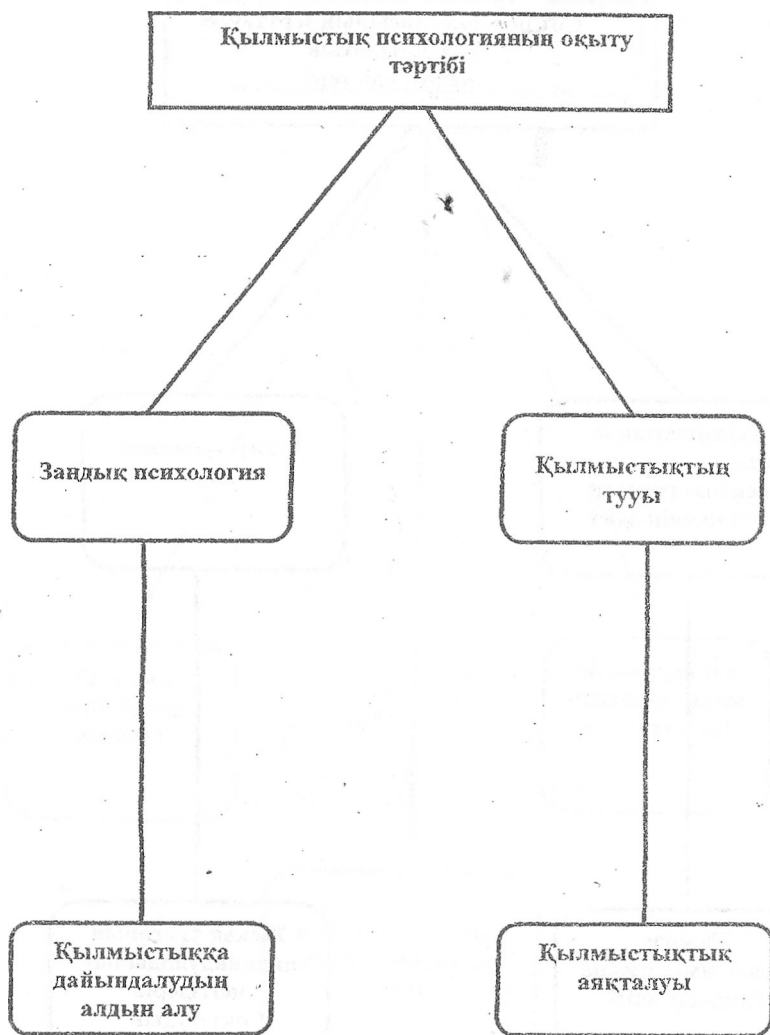 Қылмыстық психологияның оқыту
тәртібі
Заңдық психология
Қылмыстықтың
тууы
Қылмыстыққа
дайындалудың
алдын алу
Қылмыстықтық
аяқталуы